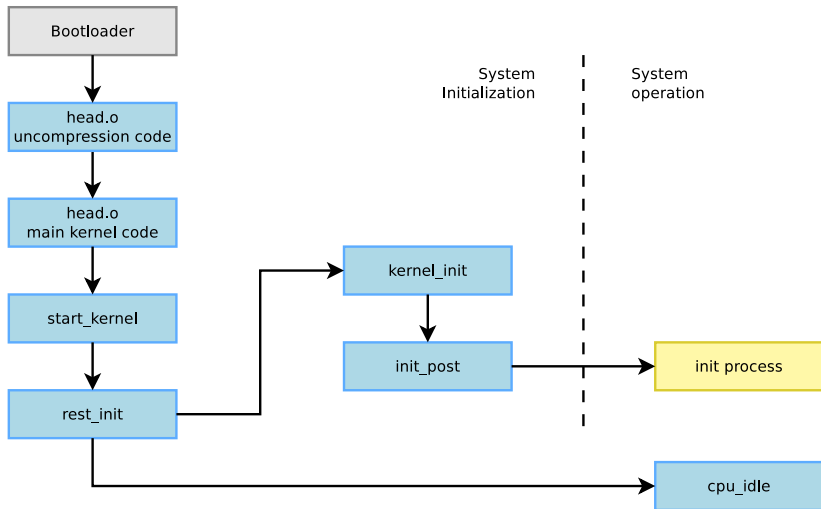 Bootloader
head.o
uncompression code
head.o
main kernel code
start_kernel
rest_init
kernel_init
init_post
System
Initialization
System
operation
init process
cpu_idle